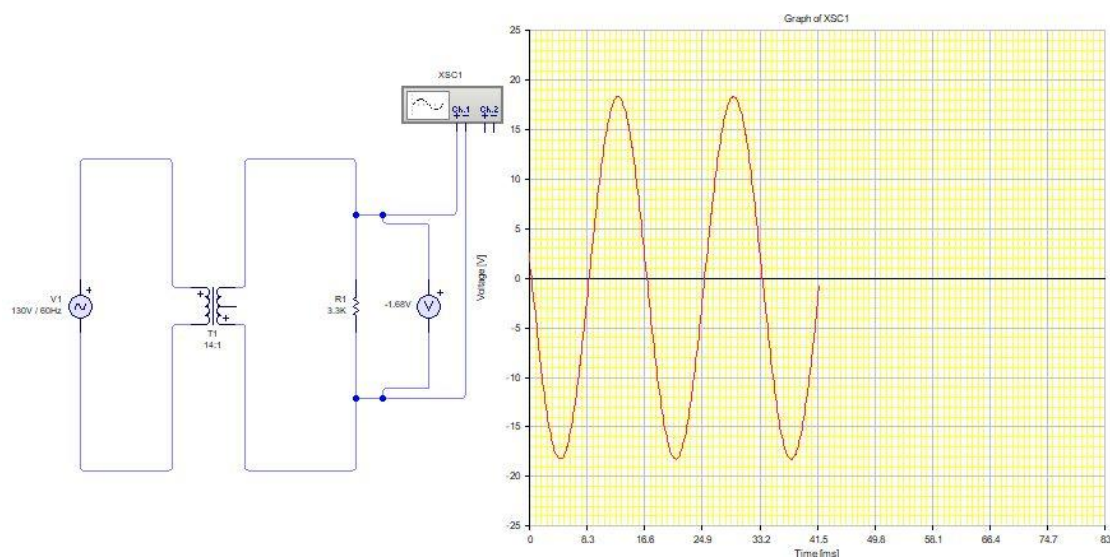 XSC1
Ch.1 Ch.2
+ − + −
+
V1
130V / 60Hz
+
+
T1
14:1
R1
3.3K
-1.68V
V
+
Graph of XSC1
Voltage [V]
25
20
15
10
5
0
-5
-10
-15
-20
-25
0 8.3 16.6 24.9 33.2 41.5 49.8 58.1 66.4 74.7 83
Time [ms]